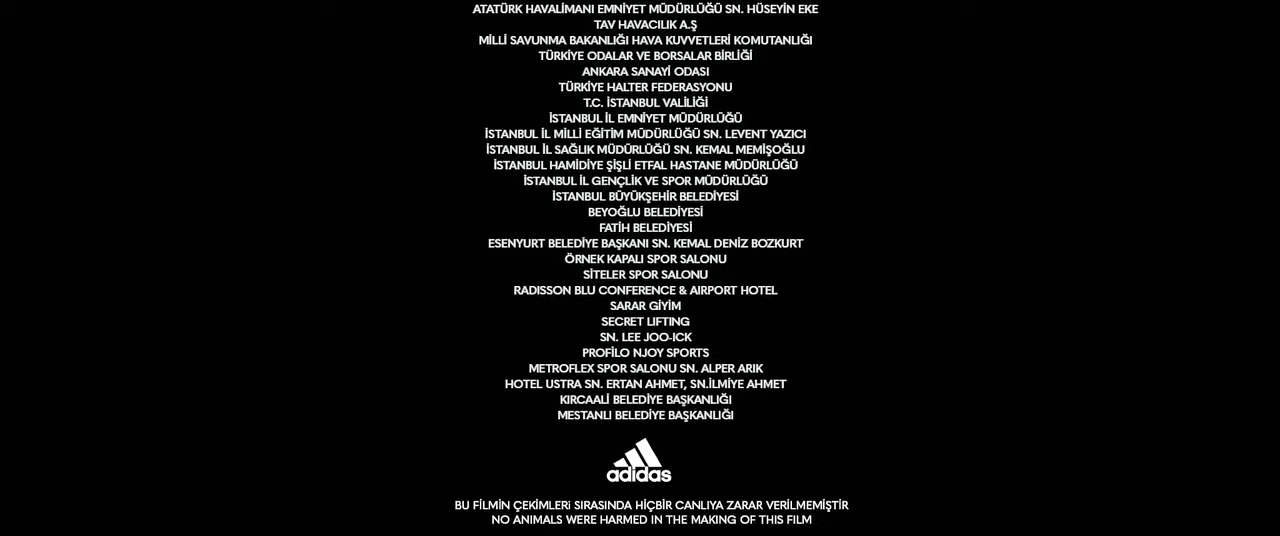 ATATÜRK HAVALİMANI EMNİYET MÜDÜRLÜĞÜ SN. HÜSEYİN EKE
TAV HAVACILIK A.Ş
MİLLİ SAVUNMA BAKANLIĞI HAVA KUVVETLERİ KOMUTANLIĞI
TÜRKİYE ODALAR VE BORSALAR BİRLİĞİ
ANKARA SANAYİ ODASI
TÜRKİYE HALTER FEDERASYONU
T.C. İSTANBUL VALİLİĞİ
İSTANBUL İL EMNİYET MÜDÜRLÜĞÜ
İSTANBUL İL MİLLİ EĞİTİM MÜDÜRLÜĞÜ SN. LEVENT YAZICI
İSTANBUL İL SAĞLIK MÜDÜRLÜĞÜ SN. KEMAL MEMİŞOĞLU
İSTANBUL HAMİDİYE ŞİŞLİ ETFAL HASTANE MÜDÜRLÜĞÜ
İSTANBUL İL GENÇLİK VE SPOR MÜDÜRLÜĞÜ
İSTANBUL BÜYÜKŞEHİR BELEDİYESİ
BEYOĞLU BELEDİYESİ
FATİH BELEDİYESİ
ESENYURT BELEDİYE BAŞKANI SN. KEMAL DENİZ BOZKURT
ÖRNEK KAPALI SPOR SALONU
SİTELER SPOR SALONU
RADISSON BLU CONFERENCE & AIRPORT HOTEL
SARAR GİYİM
SECRET LIFTING
SN. LEE JOO-ICK
PROFİLO NJOY SPORTS
METROFLEX SPOR SALONU SN. ALPER ARIK
HOTEL USTRA SN. ERTAN AHMET, SN.İLMİYE AHMET
KIRCAALİ BELEDİYE BAŞKANLIĞI
MESTANLI BELEDİYE BAŞKANLIĞI
adidas
BU FİLMİN ÇEKİMLERi SIRASINDA HİÇBİR CANLIYA ZARAR VERİLMEMİŞTİR
NO ANIMALS WERE HARMED IN THE MAKING OF THIS FILM